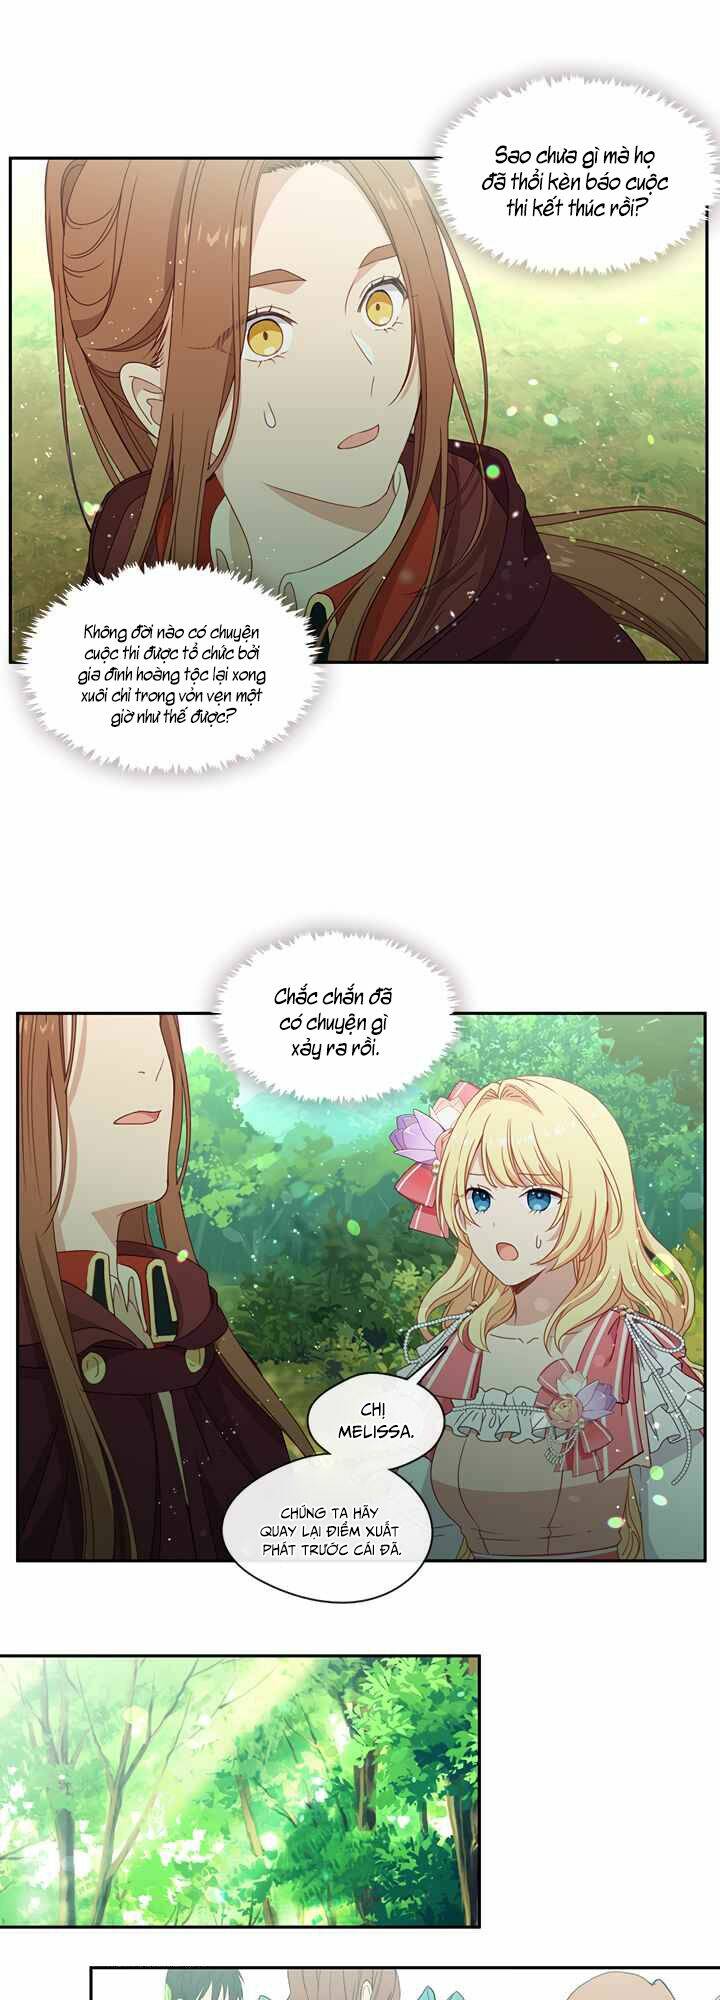 Sao chưa gì mà họ
đã thổi kèn báo cuộc
thi kết thúc rồi?
Không đời nào có chuyện
cuộc thi được tổ chức bởi
gia đình hoàng tộc lại xong
xuôi chỉ trong vỏn vẹn một
giờ như thế được?
Chắc chắn đã
có chuyện gì
xảy ra rồi.
CHỊ
MELISSA.
CHÚNG TA HÃY
QUAY LẠI ĐIỂM XUẤT
PHÁT TRƯỚC CÁI ĐÃ.